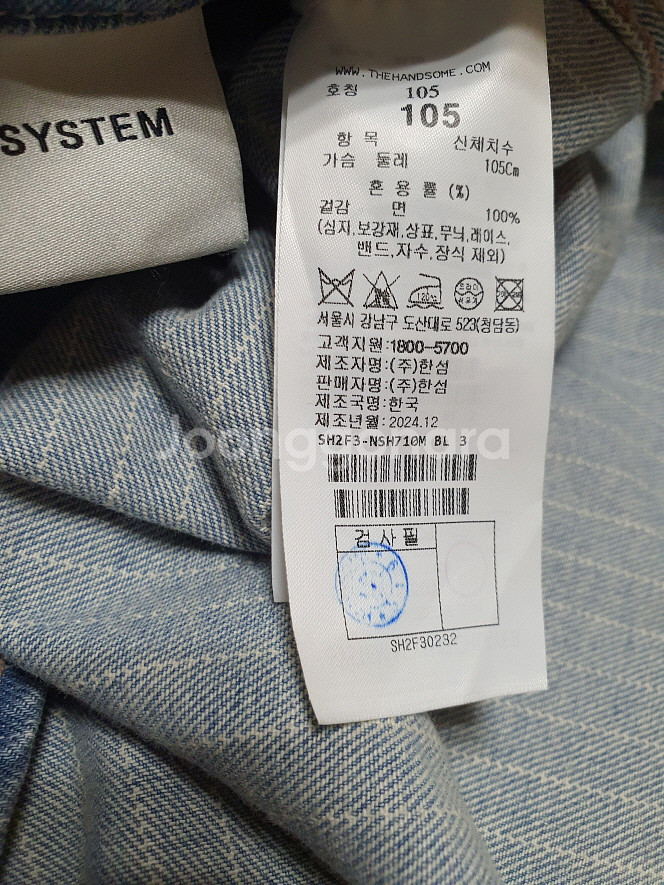 SYSTEM
WWW.THEHANDSOME.COM
호칭 105
105
항 목 신체치수
가슴 둘레 105Cm
혼 용 률 (%)
겉감 면 100%
(심지,보강재,상표,무늬,레이스,
밴드,자수,장식 제외)
서울시 강남구 도산대로 523(청담동)
고객지원:1800-5700
제조자명:(주)한섬
판매자명:(주)한섬
제조국명:한국
제조년월:2024.12
SH2F3-NSH710M BL 3
Joongonara
검 사 필
SH2F30232